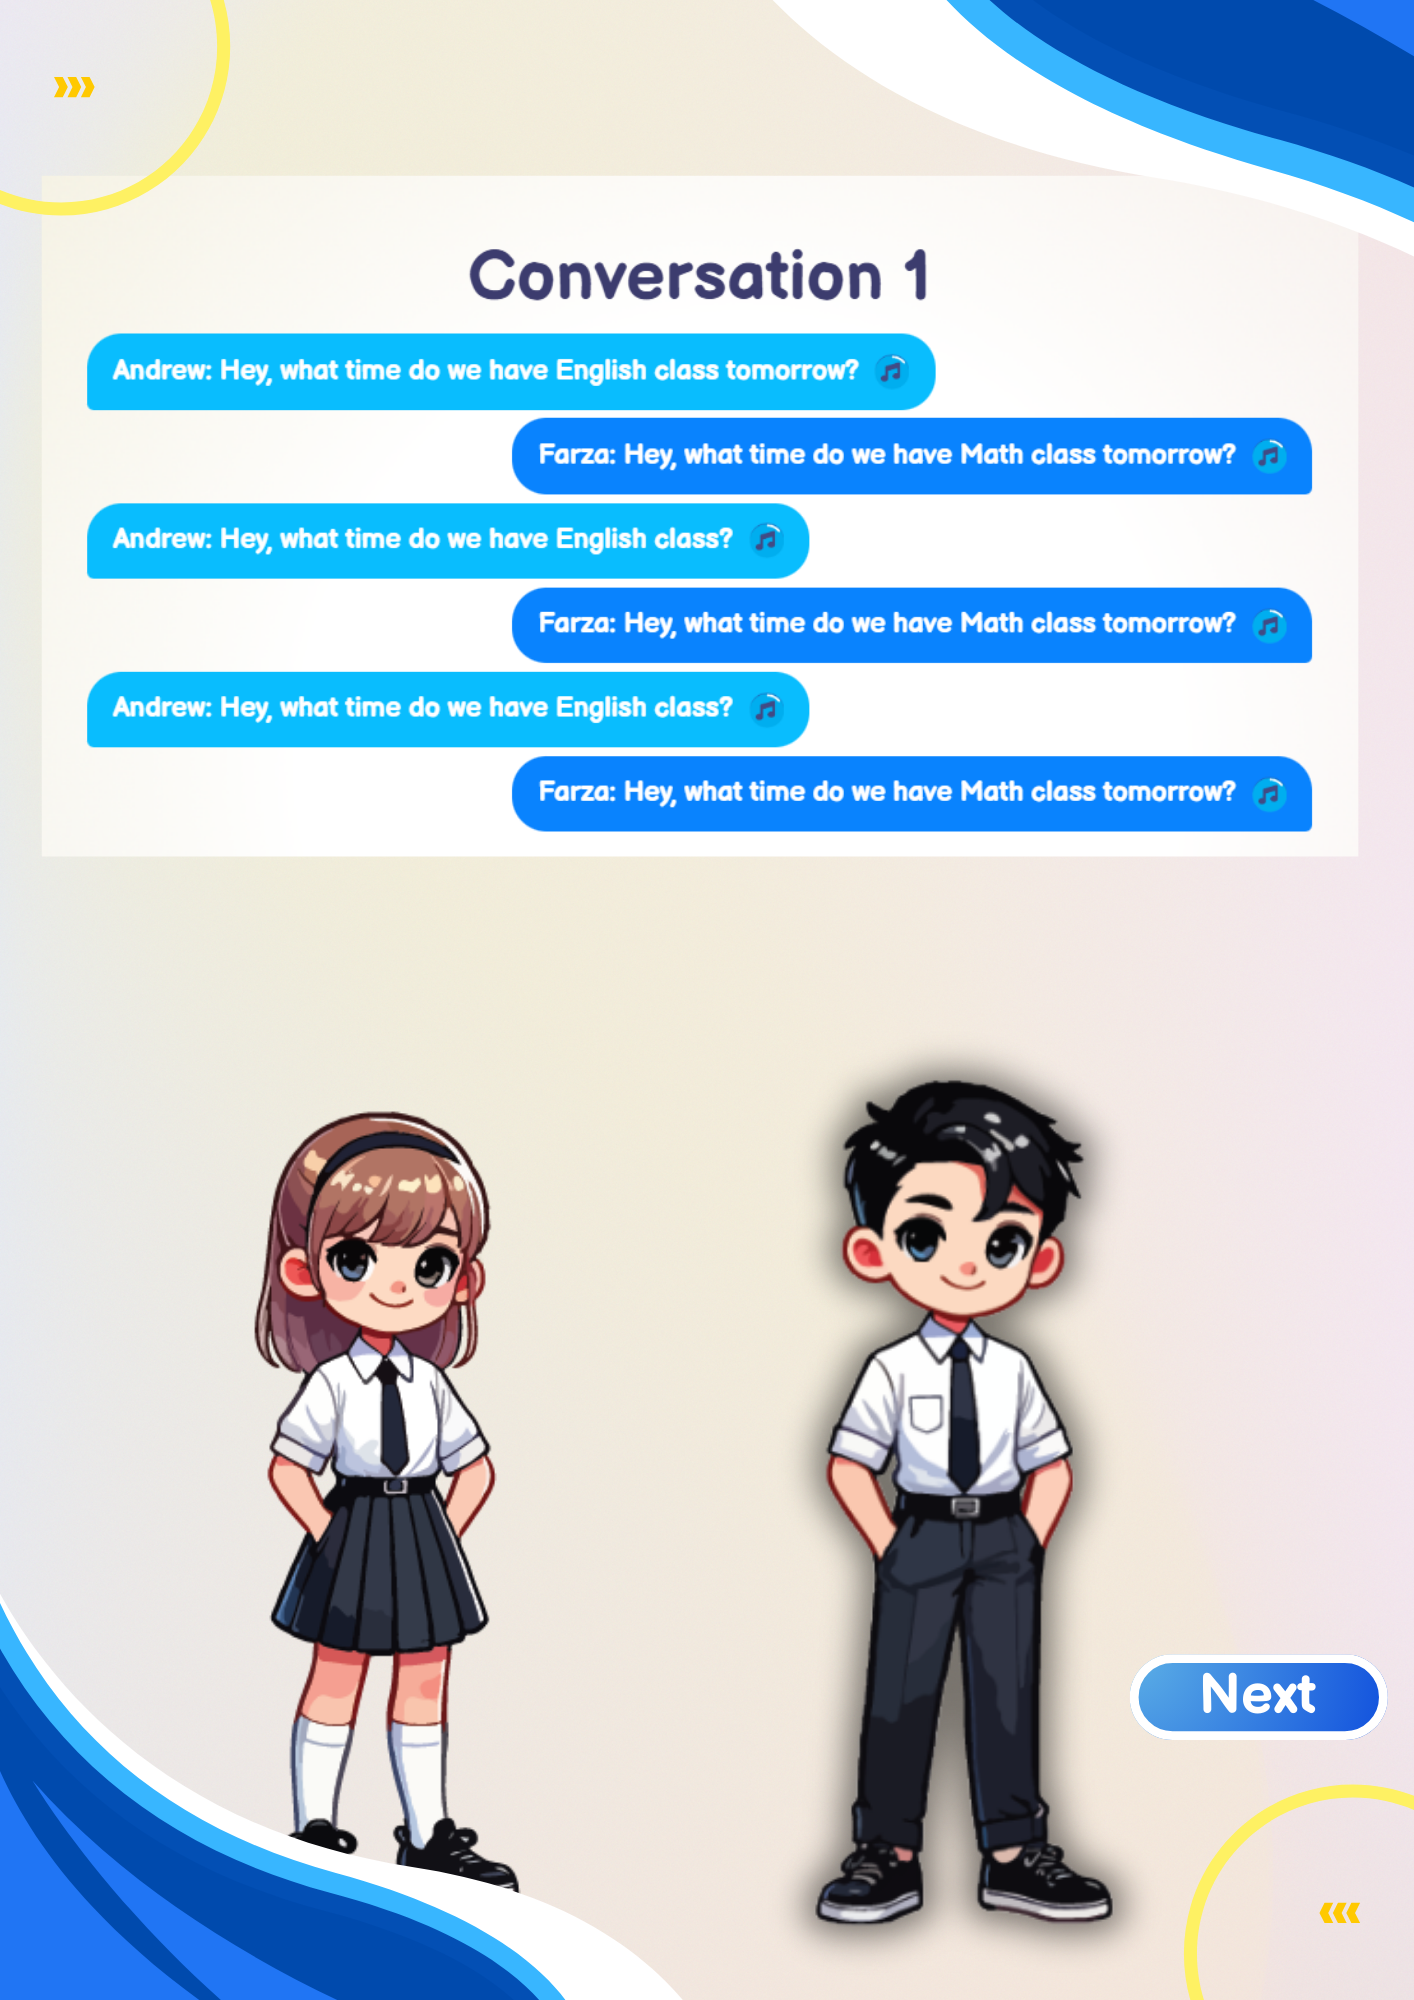 Conversation 1
Andrew: Hey, what time do we have English class tomorrow?
Farza: Hey, what time do we have Math class tomorrow?
Andrew: Hey, what time do we have English class?
Farza: Hey, what time do we have Math class tomorrow?
Andrew: Hey, what time do we have English class?
Farza: Hey, what time do we have Math class tomorrow?
Next